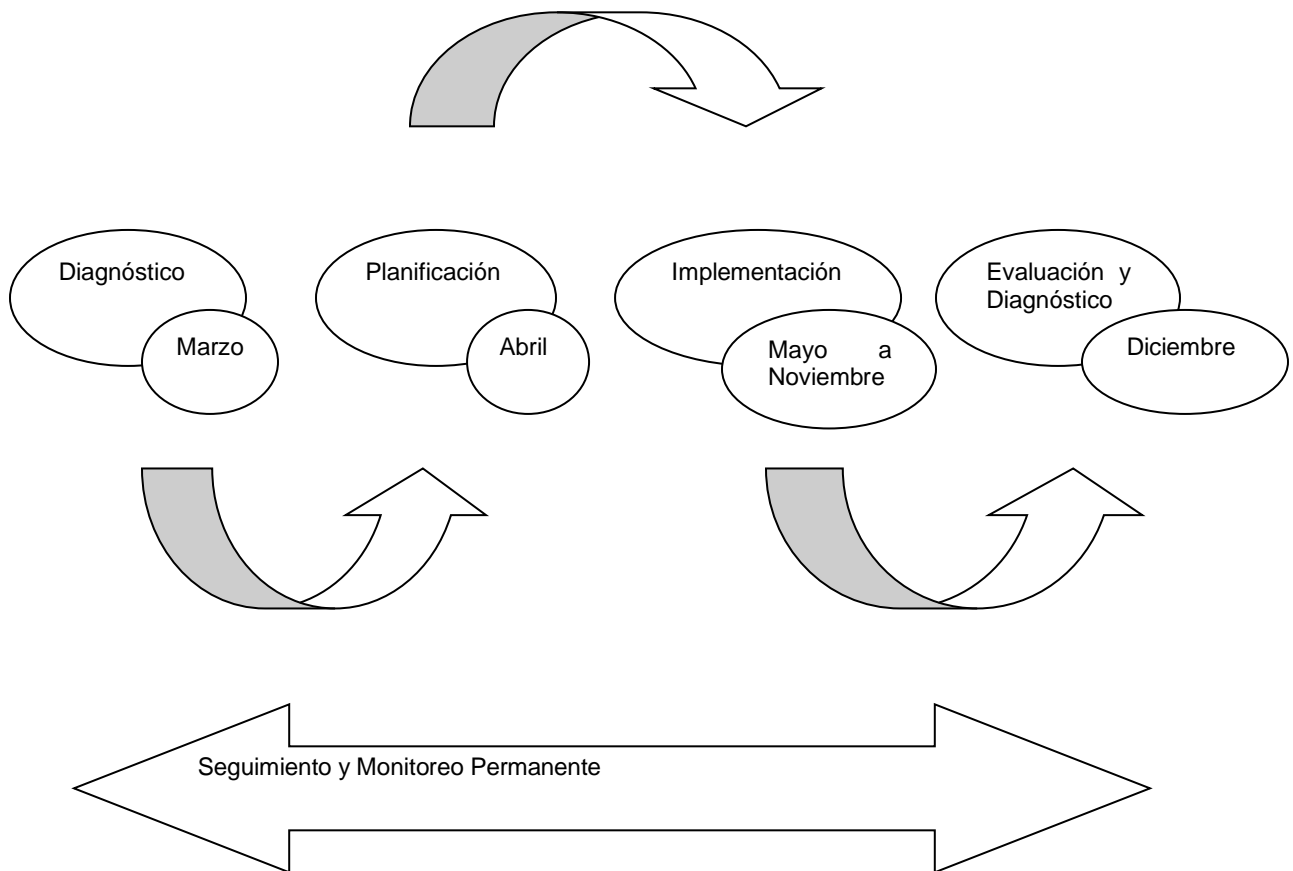 Diagnóstico
Marzo
Planificación
Abril
Implementación
Mayo a
Noviembre
Evaluación y
Diagnóstico
Diciembre
Seguimiento y Monitoreo Permanente